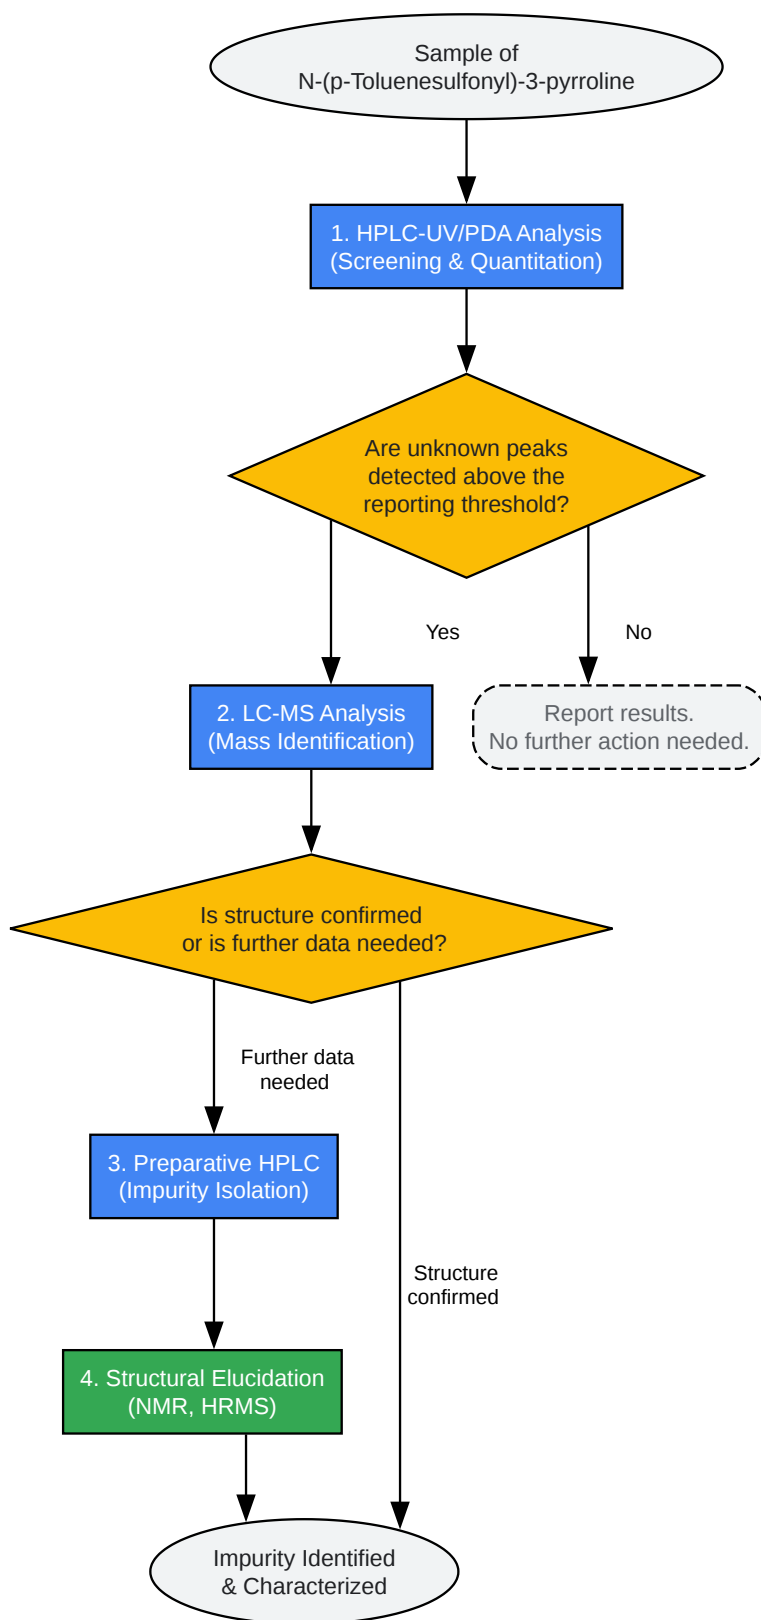 Sample of
N-(p-Toluenesulfonyl)-3-pyrroline
1. HPLC-UV/PDA Analysis
(Screening & Quantitation)
Are unknown peaks
detected above the
reporting threshold?
Yes
No
2. LC-MS Analysis
(Mass Identification)
Report results.
No further action needed.
Is structure confirmed
or is further data needed?
Further data
needed
3. Preparative HPLC
(Impurity Isolation)
Structure
confirmed
4. Structural Elucidation
(NMR, HRMS)
Impurity Identified
& Characterized